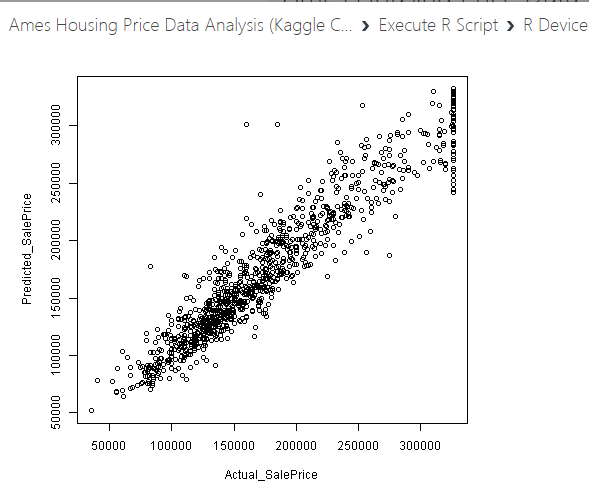 Ames Housing Price Data Analysis (Kaggle C... ❯ Execute R Script ❯ R Device
Predicted_SalePrice
300000
250000
200000
150000
100000
50000
50000 100000 150000 200000 250000 300000
Actual_SalePrice